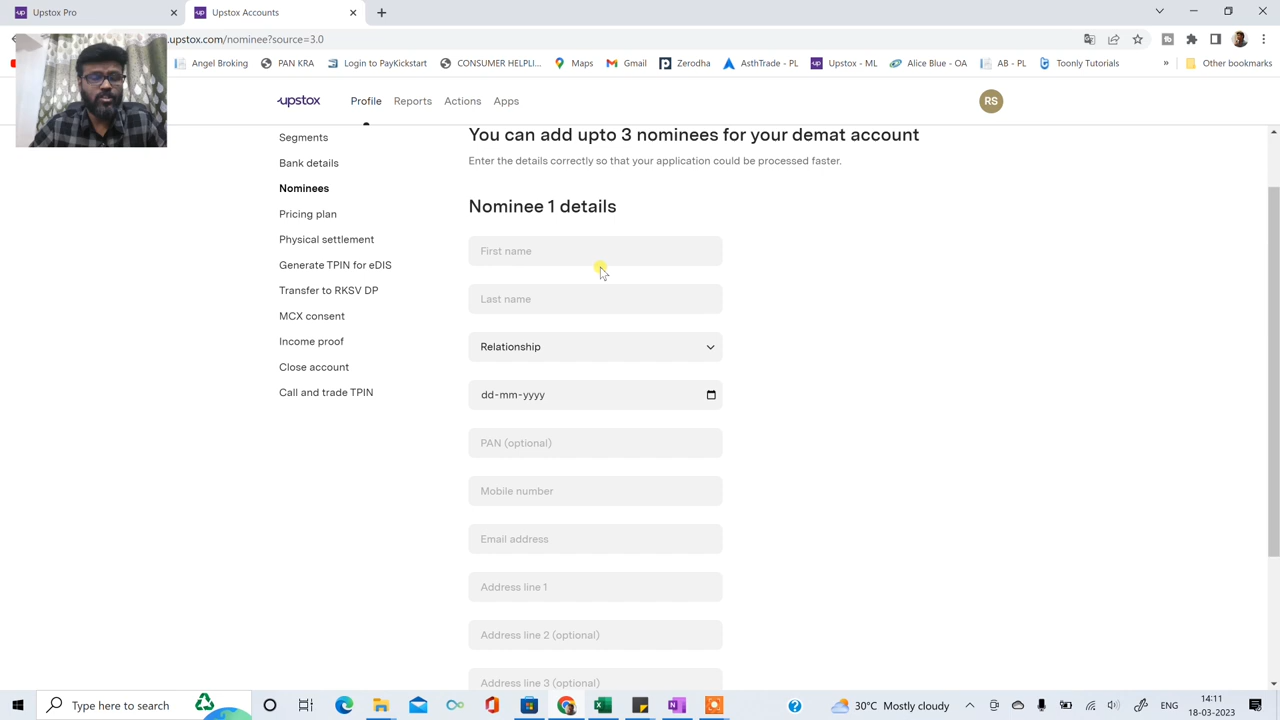 Upstox Pro
Upstox Accounts
.upstox.com/nominee?source=3.0
Angel Broking
PAN KRA
Login to PayKickstart
CONSUMER HELPLI...
Maps
Gmail
Zerodha
AsthTrade - PL
Upstox - ML
Alice Blue - OA
AB - PL
Toonly Tutorials
»
Other bookmarks
upstox
Profile
Reports
Actions
Apps
RS
Segments
Bank details
Nominees
Pricing plan
Physical settlement
Generate TPIN for eDIS
Transfer to RKSV DP
MCX consent
Income proof
Close account
Call and trade TPIN
You can add upto 3 nominees for your demat account
Enter the details correctly so that your application could be processed faster.
Nominee 1 details
First name
Last name
Relationship
dd-mm-yyyy
PAN (optional)
Mobile number
Email address
Address line 1
Address line 2 (optional)
Address line 3 (optional)
Type here to search
30°C Mostly cloudy
ENG
14:11
18-03-2023